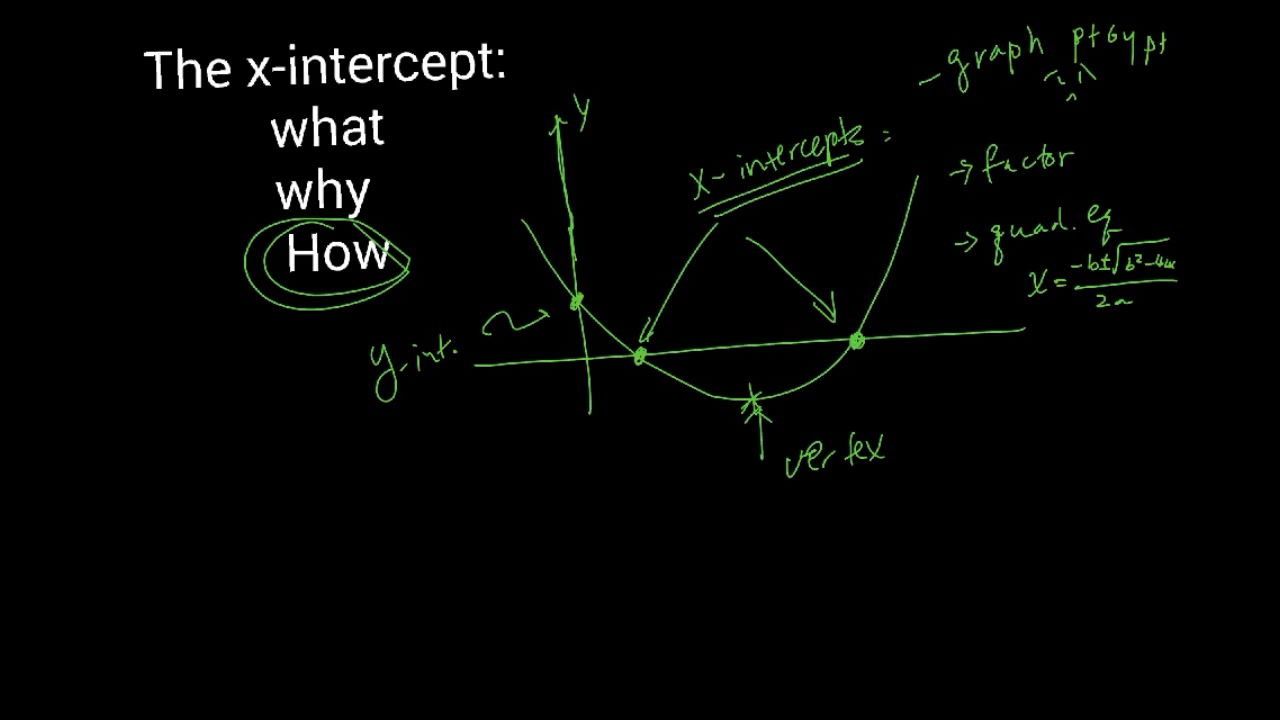 The x-intercept:
what
why
How
y
x-intercepts :
- graph pt by pt
→ factor
→ quad. eq
x = -b±√b²-4ac
2a
y-int.
vertex